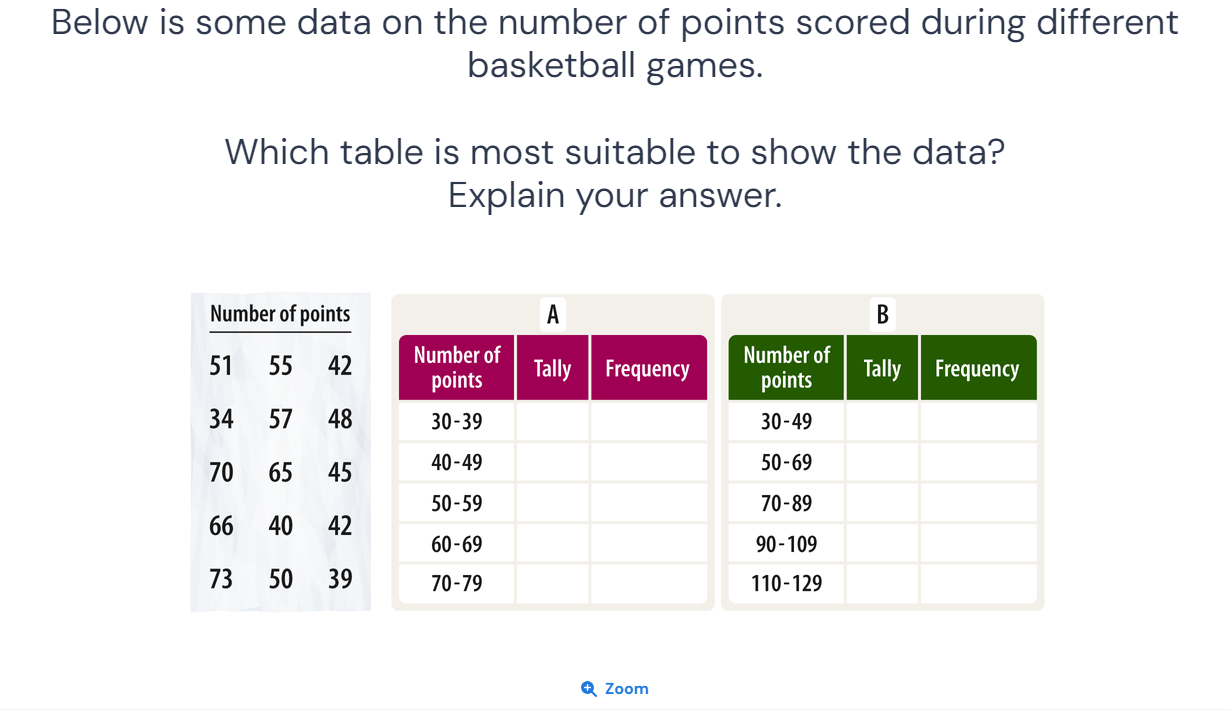 Below is some data on the number of points scored during different
basketball games.
Which table is most suitable to show the data?
Explain your answer.
Number of points
51 55 42
34 57 48
70 65 45
66 40 42
73 50 39
A
Number of points Tally Frequency
30-39
40-49
50-59
60-69
70-79
B
Number of points Tally Frequency
30-49
50-69
70-89
90-109
110-129
Zoom